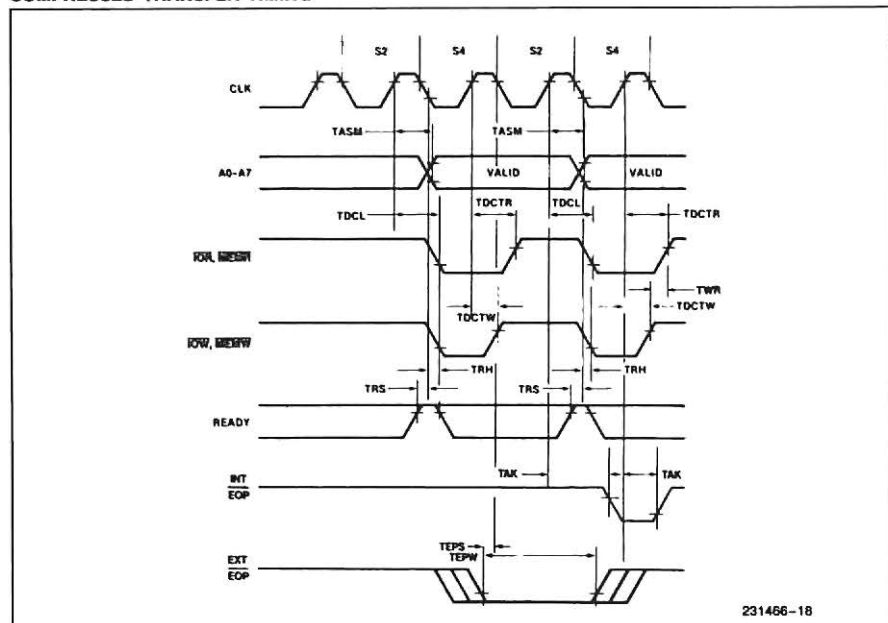 S2 S4 S2 S4
CLK
TASM TASM
A0-A7 VALID VALID
TDCL TDCTR TDCL TDCTR
IOR, MEMR
TWR
TDCTW TDCTW
IOW, MEMW
TRH TRH
TRS TRS
READY
TAK TAK
INT
EOP
TEPS
TEPW
EXT
EOP
231466-18